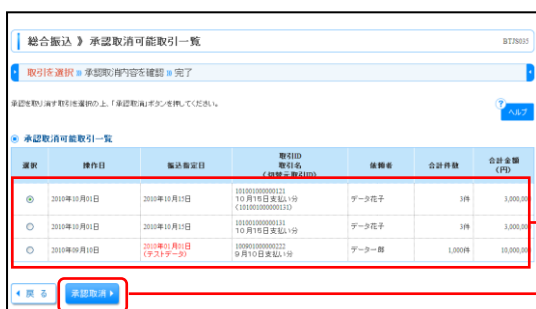 総合振込 》 承認取消可能取引一覧
BTJS035
取引を選択 » 承認取消内容を確認 » 完了
承認を取り消す取引を選択の上、「承認取消」ボタンを押してください。
? ヘルプ
承認取消可能取引一覧
選択 操作日 振込指定日 取引ID 取引名 (切替元取引ID) 依頼者 合計件数 合計金額 (円)
2010年10月01日 2010年10月15日 101001000000121 10月15日支払い分 (101001000000131) データ花子 3件 3,000,00
2010年10月01日 2010年10月15日 101001000000131 10月15日支払い分 データ花子 3件 3,000,00
2010年09月10日 2010年01月01日 (テストデータ) 100901000000222 9月10日支払い分 データ一郎 1,000件 10,000,00
戻る 承認取消